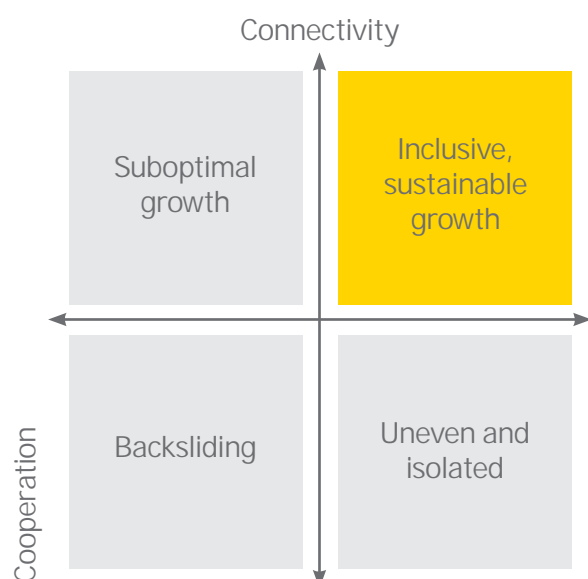 Connectivity
Suboptimal
growth
Inclusive,
sustainable
growth
Cooperation
Backsliding
Uneven and
isolated